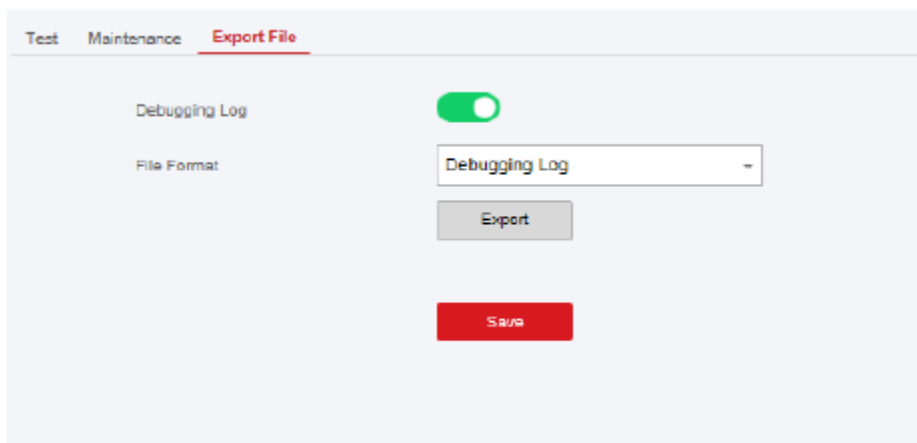 Test Maintenance Export File
Debugging Log
File Format Debugging Log
Export
Save